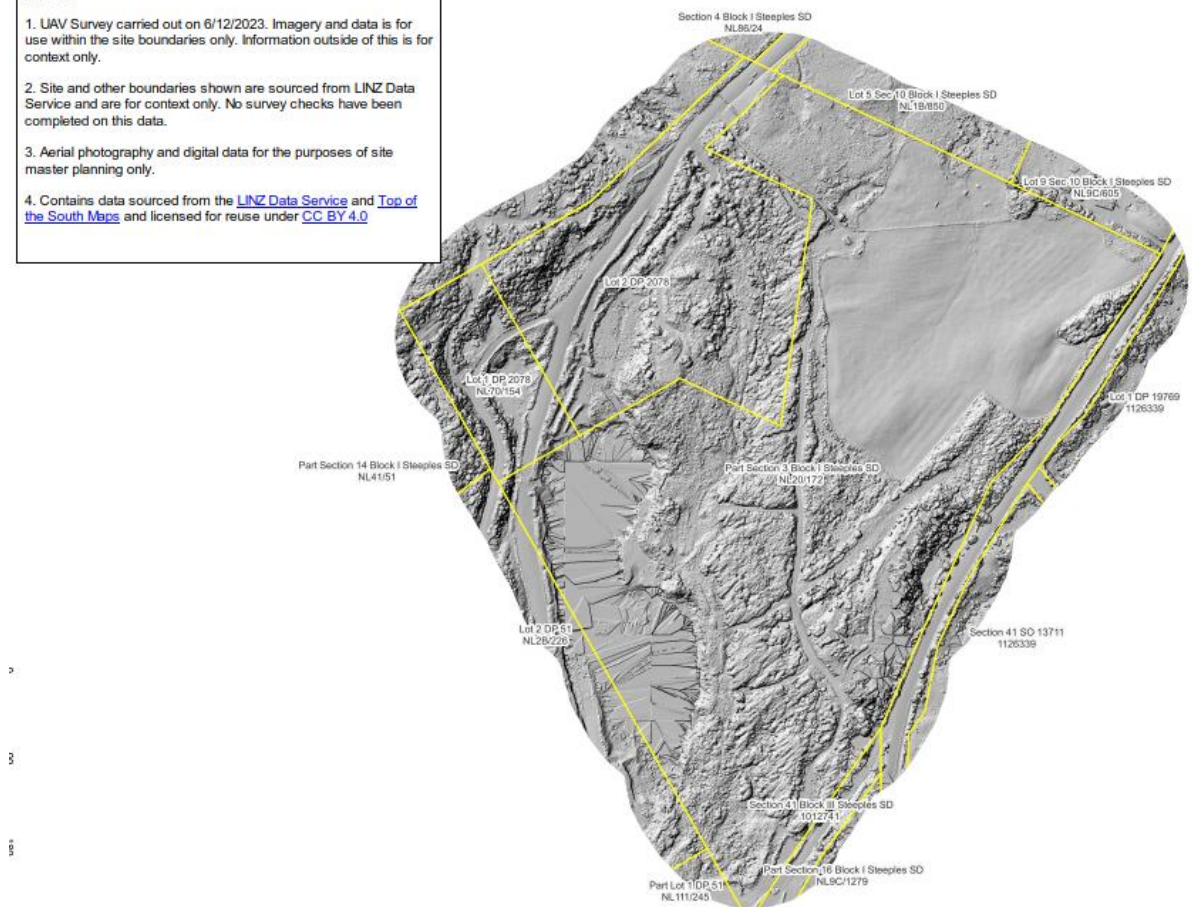 1. UAV Survey carried out on 6/12/2023. Imagery and data is for
use within the site boundaries only. Information outside of this is for
context only.
2. Site and other boundaries shown are sourced from LINZ Data
Service and are for context only. No survey checks have been
completed on this data.
3. Aerial photography and digital data for the purposes of site
master planning only.
4. Contains data sourced from the LINZ Data Service and Top of
the South Maps and licensed for reuse under CC BY 4.0
Section 4 Block I Steeples SD
NL86/24
Lot 5 Sec 10 Block I Steeples SD
NL1B/850
Lot 9 Sec 10 Block I Steeples SD
NL9C/605
Lot 2 DP 2078
Lot 1 DP 2078
NL70/154
Lot 1 DP 19769
1126339
Part Section 14 Block I Steeples SD
NL41/51
Part Section 3 Block I Steeples SD
NL20/172
Lot 2 DP 51
NL2B/226
Section 41 SO 13711
1126339
Section 41 Block III Steeples SD
1012741
Part Section 16 Block I Steeples SD
NL9C/1279
Part Lot 1 DP 51
NL111/245